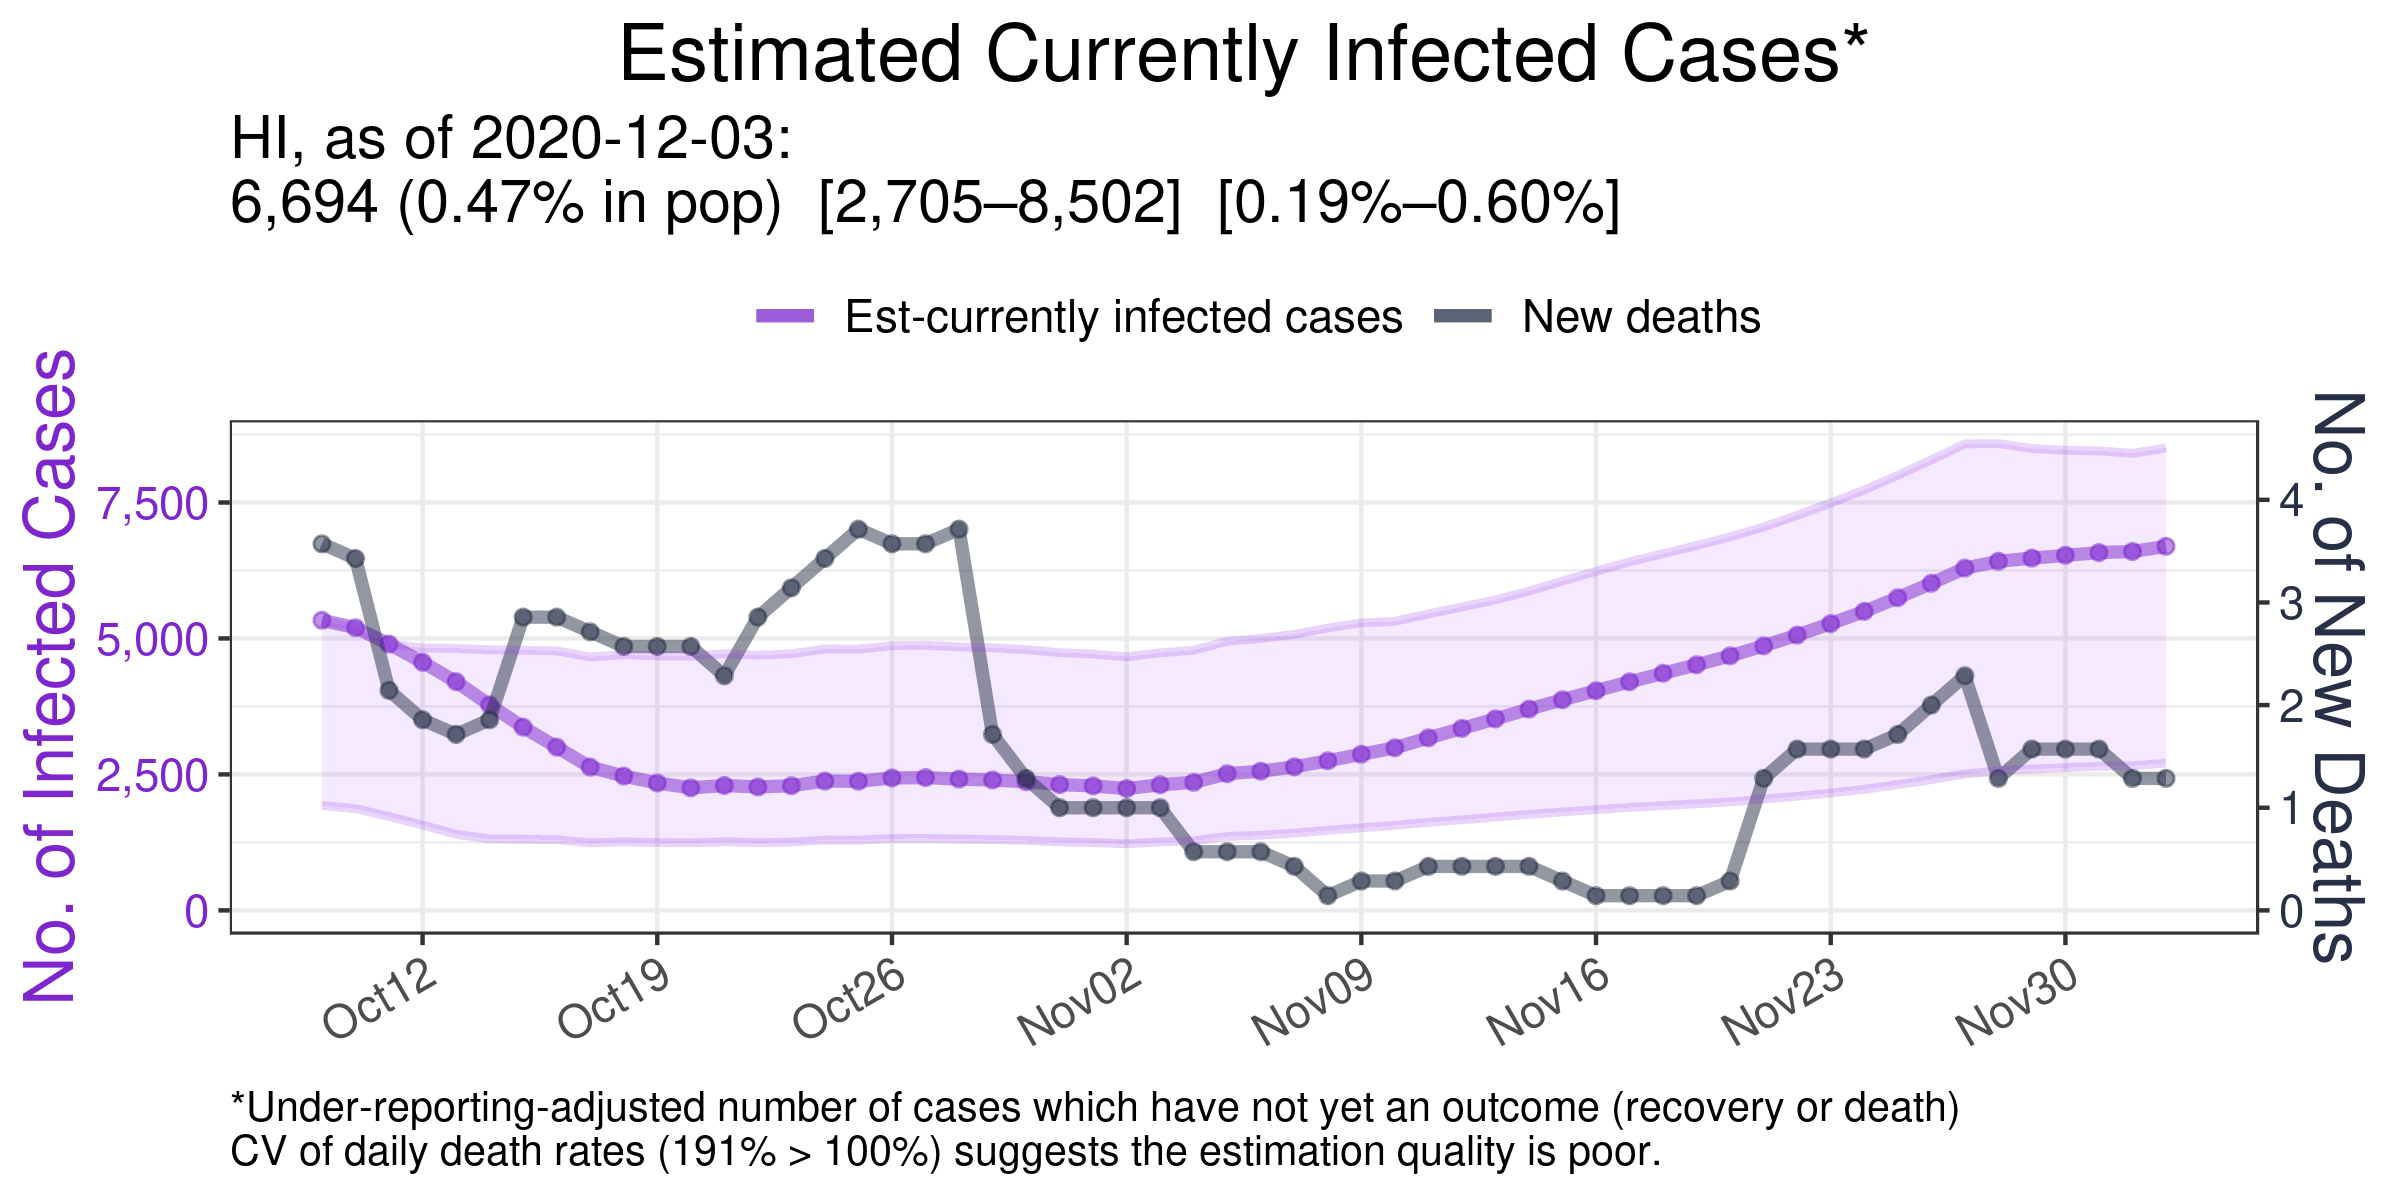 Estimated Currently Infected Cases*
HI, as of 2020-12-03:
6,694 (0.47% in pop)  [2,705–8,502]  [0.19%–0.60%]
Est-currently infected cases
New deaths
No. of Infected Cases
7,500
5,000
2,500
0
No. of New Deaths
4
3
2
1
0
Oct12
Oct19
Oct26
Nov02
Nov09
Nov16
Nov23
Nov30
*Under-reporting-adjusted number of cases which have not yet an outcome (recovery or death)
CV of daily death rates (191% > 100%) suggests the estimation quality is poor.